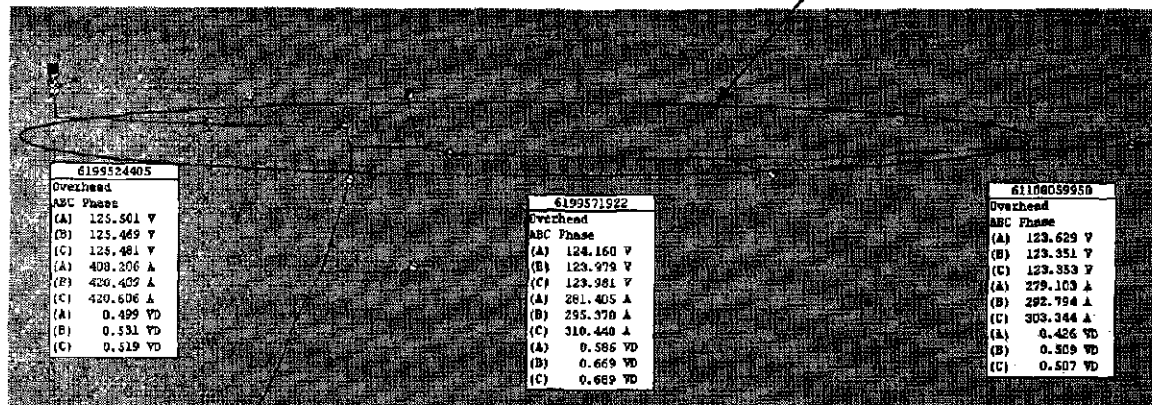 6199524405
Overhead
ABC Phase
(A) 125.501 V
(B) 125.469 V
(C) 125.481 V
(A) 408.206 A
(B) 420.409 A
(C) 420.606 A
(A) 0.499 VD
(B) 0.531 VD
(C) 0.519 VD
6199571922
Overhead
ABC Phase
(A) 124.160 V
(B) 123.979 V
(C) 123.981 V
(A) 281.405 A
(B) 295.370 A
(C) 310.440 A
(A) 0.586 VD
(B) 0.669 VD
(C) 0.669 VD
61108059950
Overhead
ABC Phase
(A) 123.629 V
(B) 123.351 V
(C) 123.353 V
(A) 279.103 A
(B) 292.794 A
(C) 303.344 A
(A) 0.426 VD
(B) 0.509 VD
(C) 0.507 VD